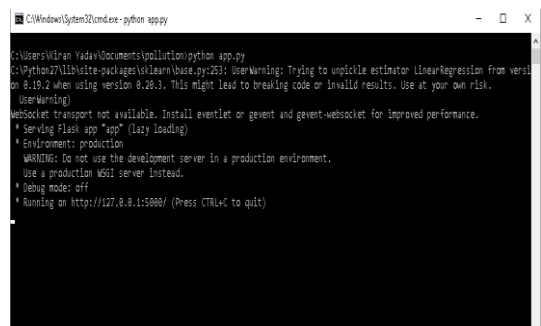 C:\Windows\System32\cmd.exe - python app.py
C:\Users\Kiran Yadav\Documents\pollution>python app.py
C:\Python27\lib\site-packages\sklearn\base.py:253: UserWarning: Trying to unpickle estimator LinearRegression from versi
on 0.19.2 when using version 0.20.3. This might lead to breaking code or invalid results. Use at your own risk.
UserWarning)
WebSocket transport not available. Install eventlet or gevent and gevent-websocket for improved performance.
* Serving Flask app "app" (lazy loading)
* Environment: production
WARNING: Do not use the development server in a production environment.
Use a production WSGI server instead.
* Debug mode: off
* Running on http://127.0.0.1:5000/ (Press CTRL+C to quit)